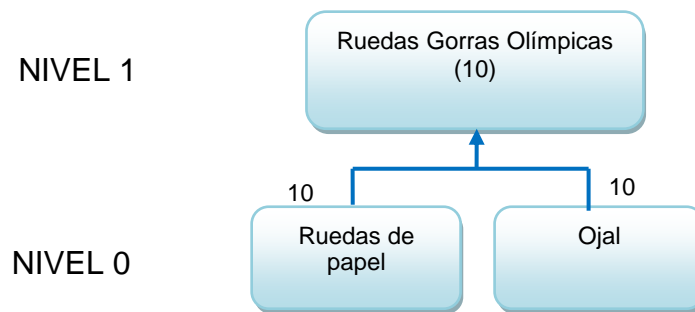 NIVEL 1
Ruedas Gorras Olímpicas
(10)
10
10
NIVEL 0
Ruedas de
papel
Ojal